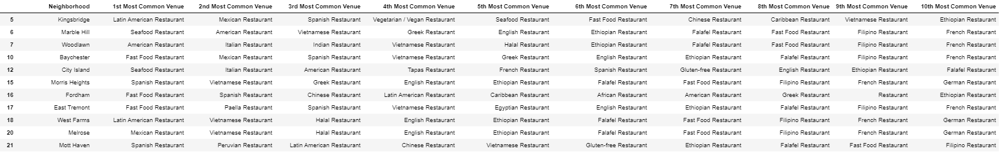 Neighborhood 1st Most Common Venue 2nd Most Common Venue 3rd Most Common Venue 4th Most Common Venue 5th Most Common Venue 6th Most Common Venue 7th Most Common Venue 8th Most Common Venue 9th Most Common Venue 10th Most Common Venue
5 Kingsbridge Latin American Restaurant Mexican Restaurant Spanish Restaurant Vegetarian / Vegan Restaurant Seafood Restaurant Fast Food Restaurant Chinese Restaurant Caribbean Restaurant Vietnamese Restaurant Ethiopian Restaurant
6 Marble Hill Seafood Restaurant American Restaurant Vietnamese Restaurant Greek Restaurant English Restaurant Ethiopian Restaurant Falafel Restaurant Fast Food Restaurant Filipino Restaurant French Restaurant
7 Woodlawn American Restaurant Italian Restaurant Indian Restaurant Vietnamese Restaurant Halal Restaurant Ethiopian Restaurant Falafel Restaurant Fast Food Restaurant Filipino Restaurant French Restaurant
10 Baychester Fast Food Restaurant Mexican Restaurant Spanish Restaurant Vietnamese Restaurant Greek Restaurant English Restaurant Ethiopian Restaurant Falafel Restaurant Filipino Restaurant French Restaurant
12 City Island Seafood Restaurant Italian Restaurant American Restaurant Tapas Restaurant French Restaurant Spanish Restaurant Gluten-free Restaurant English Restaurant Ethiopian Restaurant Falafel Restaurant
15 Morris Heights Spanish Restaurant Vietnamese Restaurant Greek Restaurant English Restaurant Ethiopian Restaurant Falafel Restaurant Fast Food Restaurant Filipino Restaurant French Restaurant German Restaurant
16 Fordham Fast Food Restaurant Spanish Restaurant Chinese Restaurant Latin American Restaurant Caribbean Restaurant African Restaurant American Restaurant Greek Restaurant Restaurant Ethiopian Restaurant
17 East Tremont Fast Food Restaurant Paella Restaurant Spanish Restaurant Vietnamese Restaurant Egyptian Restaurant English Restaurant Ethiopian Restaurant Falafel Restaurant Filipino Restaurant French Restaurant
18 West Farms Latin American Restaurant Vietnamese Restaurant Halal Restaurant English Restaurant Ethiopian Restaurant Falafel Restaurant Fast Food Restaurant Filipino Restaurant French Restaurant German Restaurant
20 Melrose Mexican Restaurant Vietnamese Restaurant Halal Restaurant English Restaurant Ethiopian Restaurant Falafel Restaurant Fast Food Restaurant Filipino Restaurant French Restaurant German Restaurant
21 Mott Haven Spanish Restaurant Peruvian Restaurant Latin American Restaurant Chinese Restaurant Vietnamese Restaurant Gluten-free Restaurant Ethiopian Restaurant Falafel Restaurant Fast Food Restaurant Filipino Restaurant